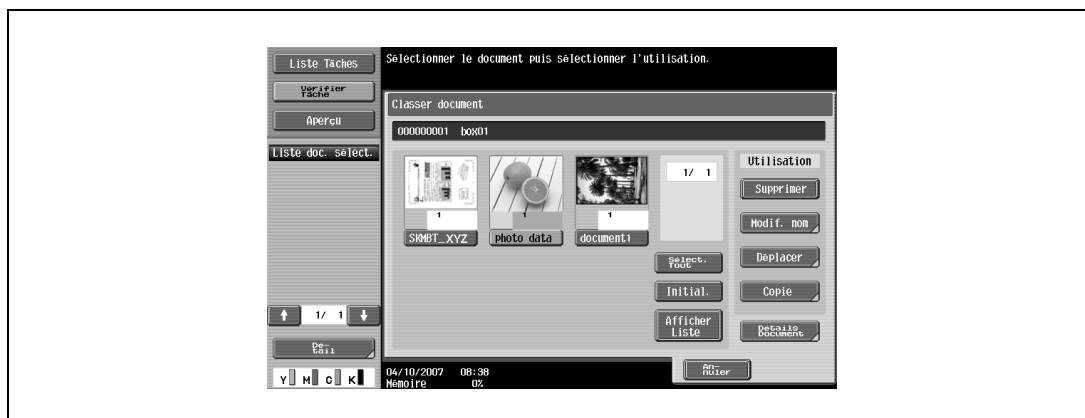 Liste Tâches
Sélectionner le document puis sélectionner l'utilisation.
Vérifier
Tâche
Aperçu
Classer document
000000001 box01
Liste doc. sélect.
Utilisation
1/ 1
Supprimer
1
1
1
SKMBT_XYZ
photo data
document1
Modif. nom
Sélect.
Tout
Déplacer
Initial.
Copie
1/ 1
Afficher
Liste
Détails
Document
Dé-
tail
An-
nuler
Y M C K
04/10/2007 08:38
Mémoire 0%